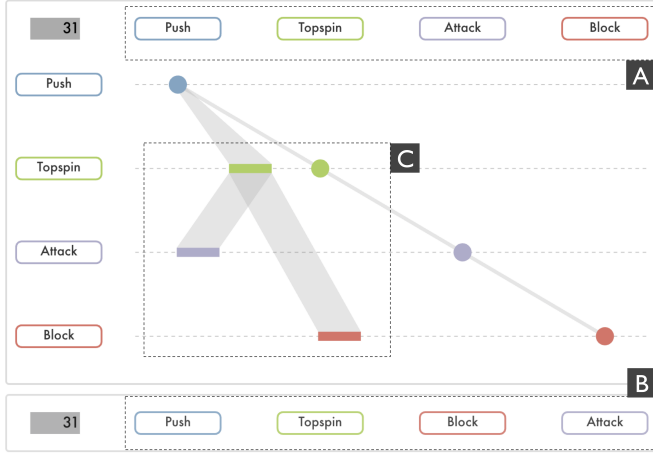 31 Push Topspin Attack Block
A
Push
C
Topspin
Attack
Block
B
31 Push Topspin Block Attack